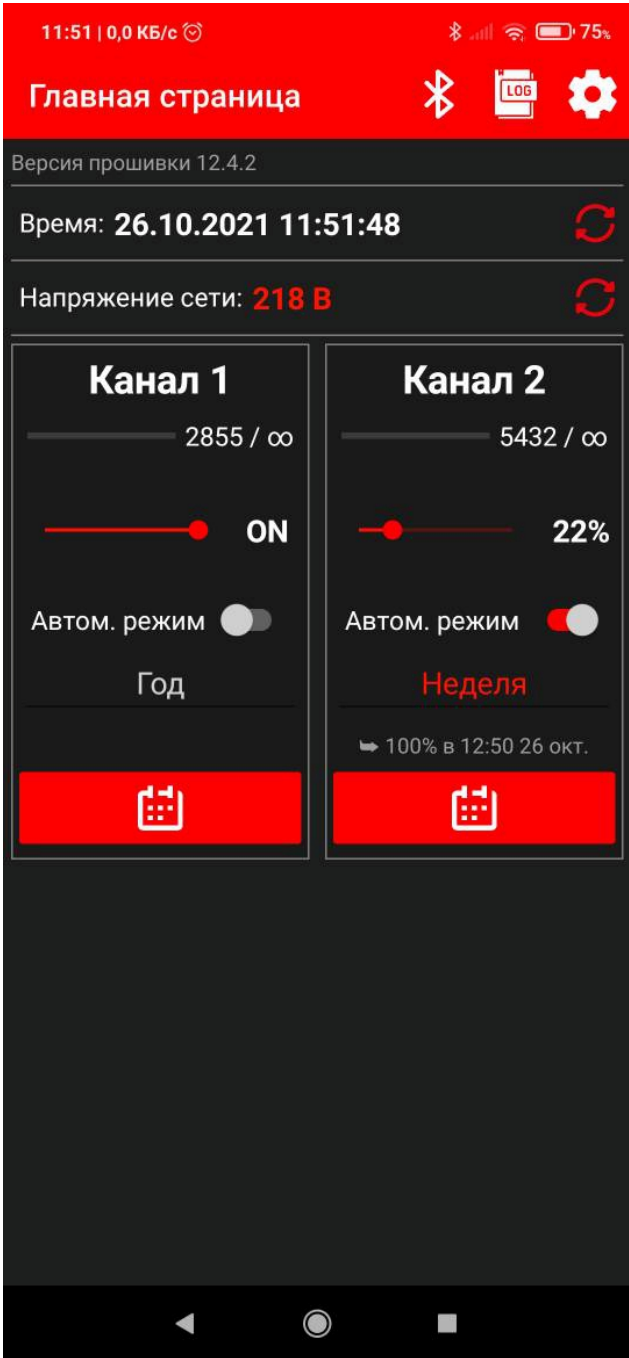 11:51 | 0,0 КБ/с 75%
Главная страница LOG
Версия прошивки 12.4.2
Время: 26.10.2021 11:51:48
Напряжение сети: 218 В
Канал 1
2855 / ∞
ON
Автом. режим
Год
Канал 2
5432 / ∞
22%
Автом. режим
Неделя
➥ 100% в 12:50 26 окт.